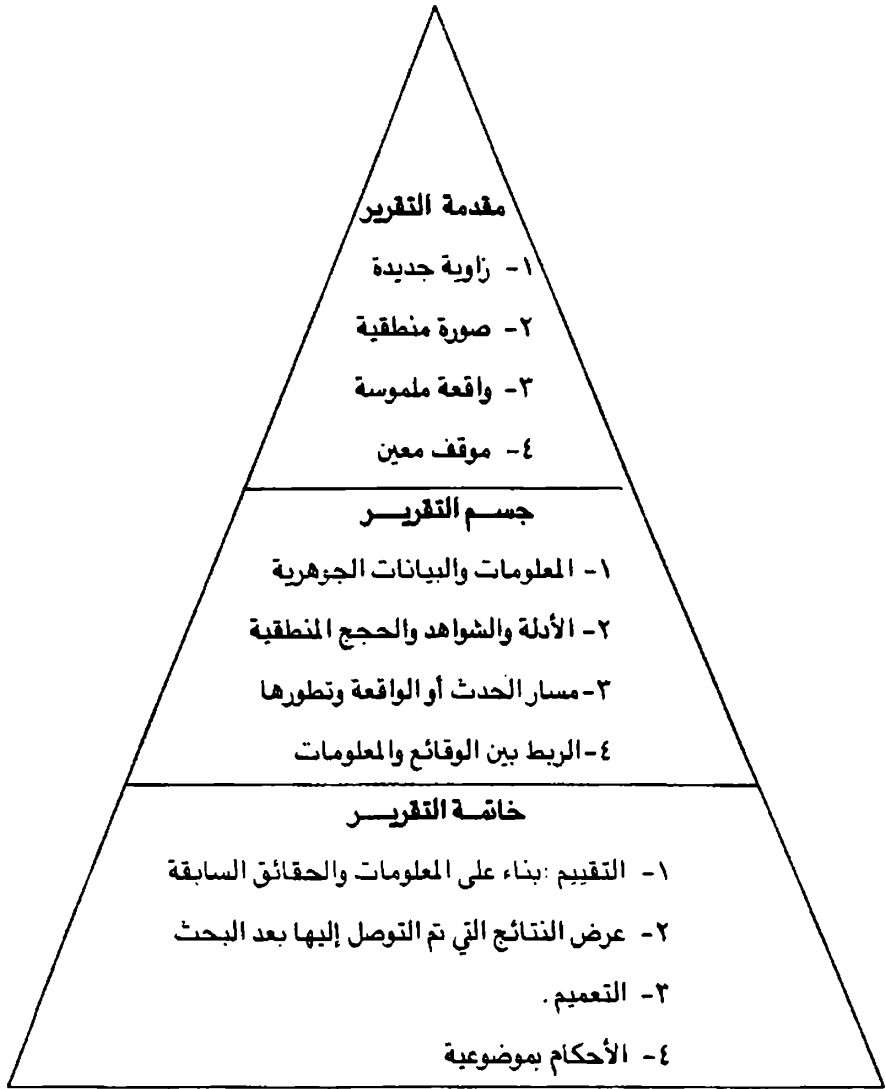 مقدمة التقرير
١- زاوية جديدة
٢- صورة منطقية
٣- واقعة ملموسة
٤- موقف معين
جســم التقريــــر
١- المعلومات والبيانات الجوهرية
٢- الأدلة والشواهد والحجج المنطقية
٣-مسار الحدث أو الواقعة وتطورها
٤-الربط بين الوقائع والمعلومات
خاتمــة التقريــــر
١- التقييم :بناء على المعلومات والحقائق السابقة
٢- عرض النتائج التي تم التوصل إليها بعد البحث
٣- التعميم .
٤- الأحكام بموضوعية